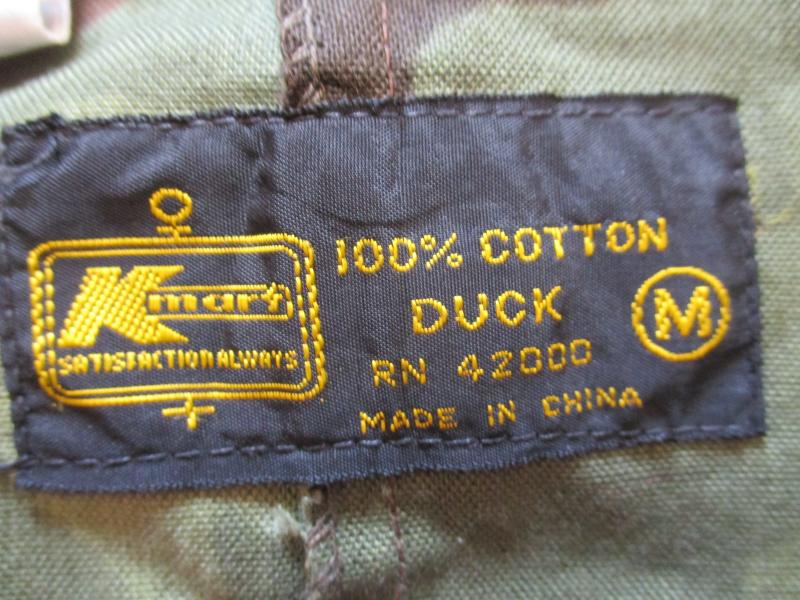 Kmart
SATISFACTION ALWAYS
100% COTTON
DUCK
RN 42000
MADE IN CHINA
M